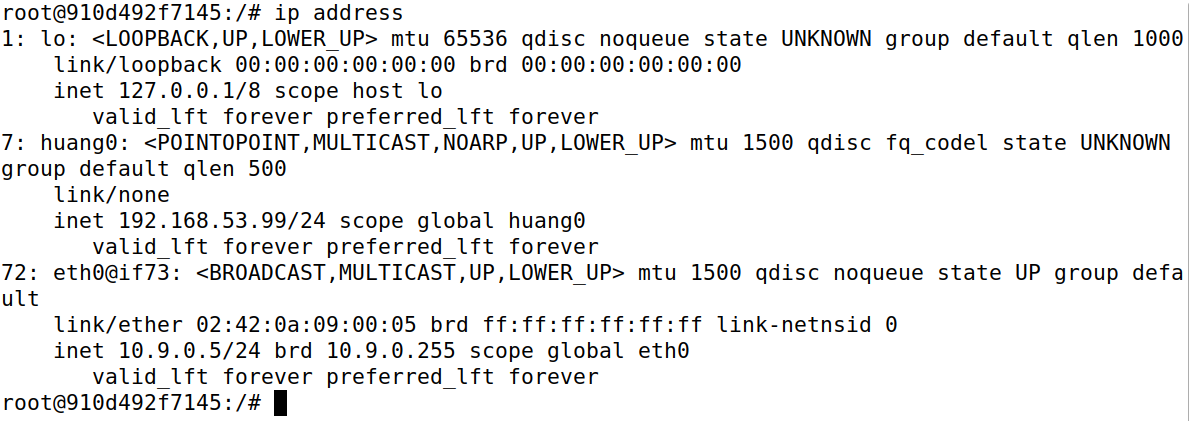 root@910d492f7145:/# ip address
1: lo: <LOOPBACK,UP,LOWER_UP> mtu 65536 qdisc noqueue state UNKNOWN group default qlen 1000
    link/loopback 00:00:00:00:00:00 brd 00:00:00:00:00:00
    inet 127.0.0.1/8 scope host lo
       valid_lft forever preferred_lft forever
7: huang0: <POINTOPOINT,MULTICAST,NOARP,UP,LOWER_UP> mtu 1500 qdisc fq_codel state UNKNOWN
group default qlen 500
    link/none
    inet 192.168.53.99/24 scope global huang0
       valid_lft forever preferred_lft forever
72: eth0@if73: <BROADCAST,MULTICAST,UP,LOWER_UP> mtu 1500 qdisc noqueue state UP group defa
ult
    link/ether 02:42:0a:09:00:05 brd ff:ff:ff:ff:ff:ff link-netnsid 0
    inet 10.9.0.5/24 brd 10.9.0.255 scope global eth0
       valid_lft forever preferred_lft forever
root@910d492f7145:/#